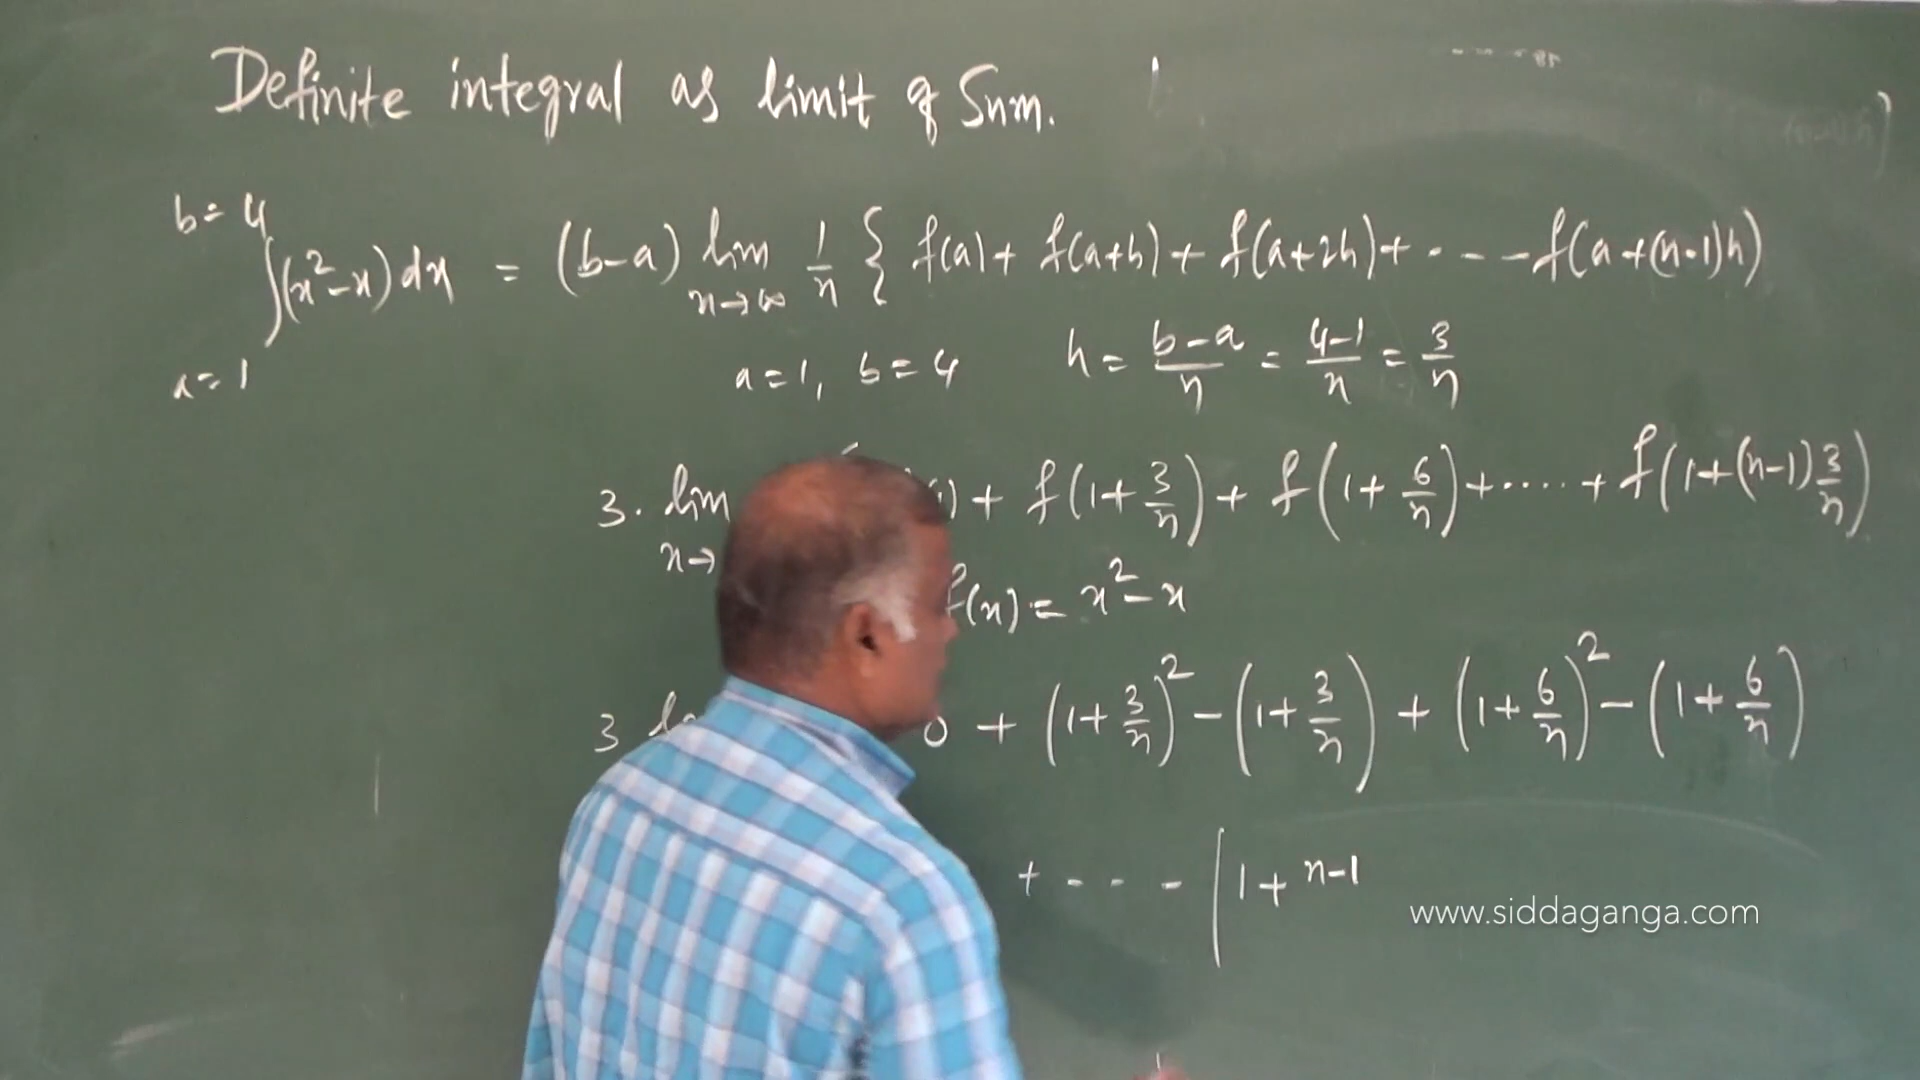 Definite integral as limit of Sum.
b = 4
∫(x²-x)dx = (b-a) lim 1/n { f(a) + f(a+h) + f(a+2h) + · - - - f(a+(n-1)h)
n→∞
a = 1
a=1, b=4 h = b-a/n = 4-1/n = 3/n
3. lim + f(1+3/n) + f(1+6/n) + ····· + f(1+(n-1)3/n)
n→
f(x) = x²-x
3 0 + (1+3/n)² - (1+3/n) + (1+6/n)² - (1+6/n)
+ - - - (1+ n-1
www.siddaganga.com